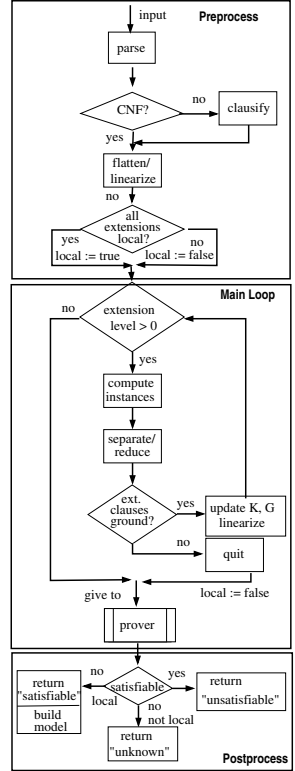 input
Preprocess
parse
CNF?
no
clausify
yes
flatten/
linearize
no
all
extensions
local?
yes
local := true
no
local := false
Main Loop
no
extension
level > 0
yes
compute
instances
separate/
reduce
ext.
clauses
ground?
yes
update K, G
linearize
no
quit
local := false
give to
prover
satisfiable
no
local
return
"satisfiable"
build
model
yes
return
"unsatisfiable"
no
not local
return
"unknown"
Postprocess